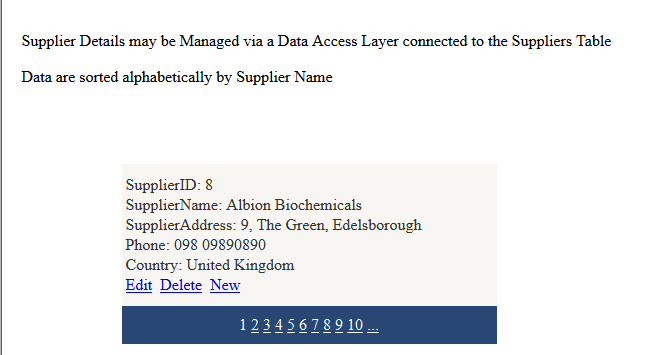 Supplier Details may be Managed via a Data Access Layer connected to the Suppliers Table
Data are sorted alphabetically by Supplier Name
SupplierID: 8
SupplierName: Albion Biochemicals
SupplierAddress: 9, The Green, Edelsborough
Phone: 098 09890890
Country: United Kingdom
Edit Delete New
1 2 3 4 5 6 7 8 9 10 ...